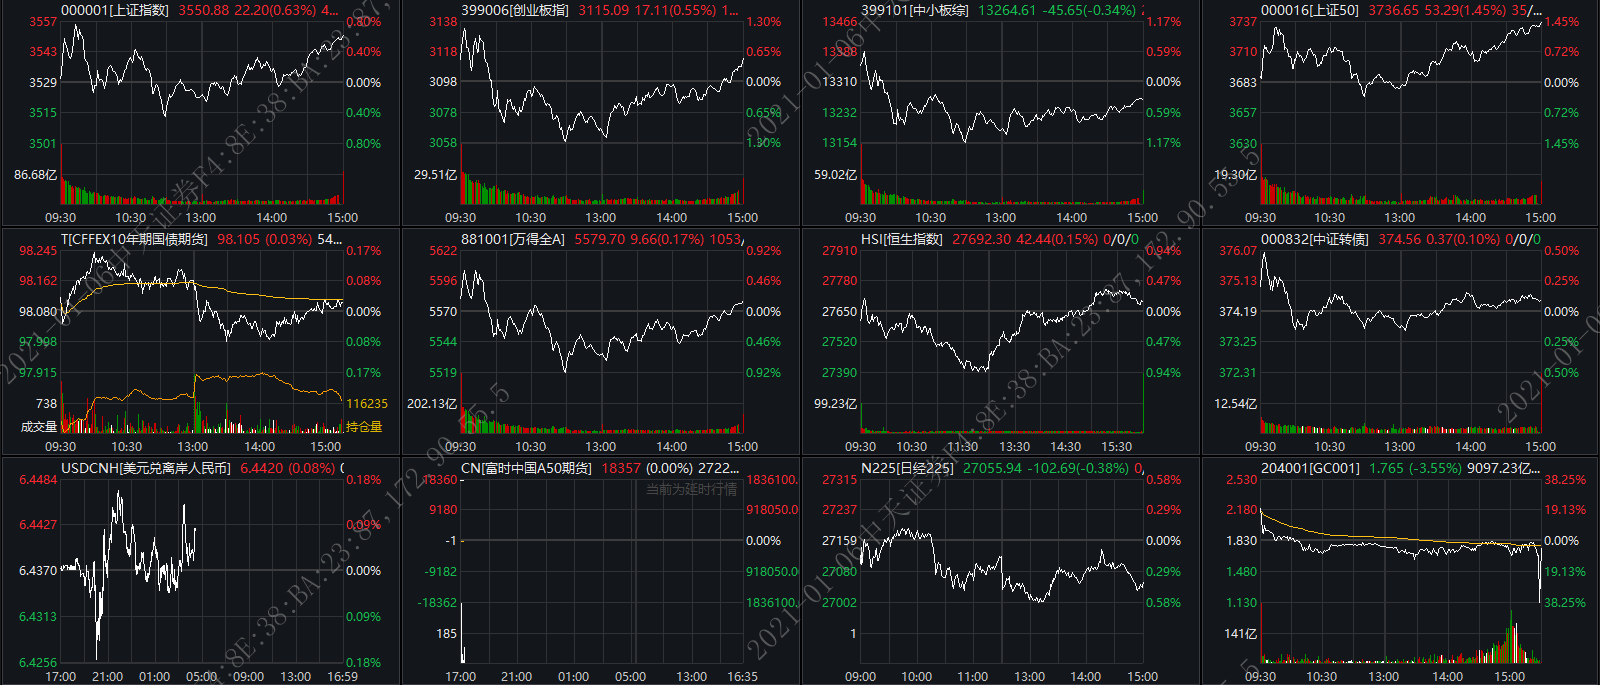 000001[上证指数] 3550.88 22.20(0.63%) 4...
3557 0.80%
3543 0.40%
3529 0.00%
3515 0.40%
3501 0.80%
86.68亿
09:30 10:30 13:00 14:00 15:00
399006[创业板指] 3115.09 17.11(0.55%) 1...
3138 1.30%
3118 0.65%
3098 0.00%
3078 0.65%
3058 1.30%
29.51亿
09:30 10:30 13:00 14:00 15:00
399101[中小板综] 13264.61 -45.65(-0.34%)
13466 1.17%
13388 0.59%
13310 0.00%
13232 0.59%
13154 1.17%
59.02亿
09:30 10:30 13:00 14:00 15:00
000016[上证50] 3736.65 53.29(1.45%) 35/...
3737 1.45%
3710 0.72%
3683 0.00%
3657 0.72%
3630 1.45%
19.30亿
09:30 10:30 13:00 14:00 15:00
T[CFFEX10年期国债期货] 98.105 (0.03%) 54...
98.245 0.17%
98.162 0.08%
98.080 0.00%
97.998 0.08%
97.915 0.17%
738 116235
成交量 持仓量
09:30 10:30 13:00 14:00 15:00
881001[万得全A] 5579.70 9.66(0.17%) 1053/
5622 0.92%
5596 0.46%
5570 0.00%
5544 0.46%
5519 0.92%
202.13亿
09:30 10:30 13:00 14:00 15:00
HSI[恒生指数] 27692.30 42.44(0.15%) 0/0/0
27910 0.94%
27780 0.47%
27650 0.00%
27520 0.47%
27390 0.94%
99.23亿
09:30 10:30 11:30 13:30 14:30 15:30
000832[中证转债] 374.56 0.37(0.10%) 0/0/0
376.07 0.50%
375.13 0.25%
374.19 0.00%
373.25 0.25%
372.31 0.50%
12.54亿
09:30 10:30 13:00 14:00 15:00
USDCNH[美元兑离岸人民币] 6.4420 (0.08%) 0
6.4484 0.18%
6.4427 0.09%
6.4370 0.00%
6.4313 0.09%
6.4256 0.18%
17:00 21:00 01:00 05:00 09:00 13:00 16:59
CN[富时中国A50期货] 18357 (0.00%) 2722...
当前为延时行情
18360 1836100.
9180 918050.0
-1 0.00%
-9182 918050.0
-18362 1836100.
185
17:00 21:00 01:00 05:00 13:00 16:35
N225[日经225] 27055.94 -102.69(-0.38%) 0,
27315 0.58%
27237 0.29%
27159 0.00%
27080 0.29%
27002 0.58%
1
09:00 10:00 11:00 13:00 14:00 15:00
204001[GC001] 1.765 (-3.55%) 9097.23亿...
2.530 38.25%
2.180 19.13%
1.830 0.00%
1.480 19.13%
1.130 38.25%
141亿
09:30 10:30 13:00 14:00 15:00
2021-01-06中天证券F4:8E:38:BA:23:87,172.90.55.5